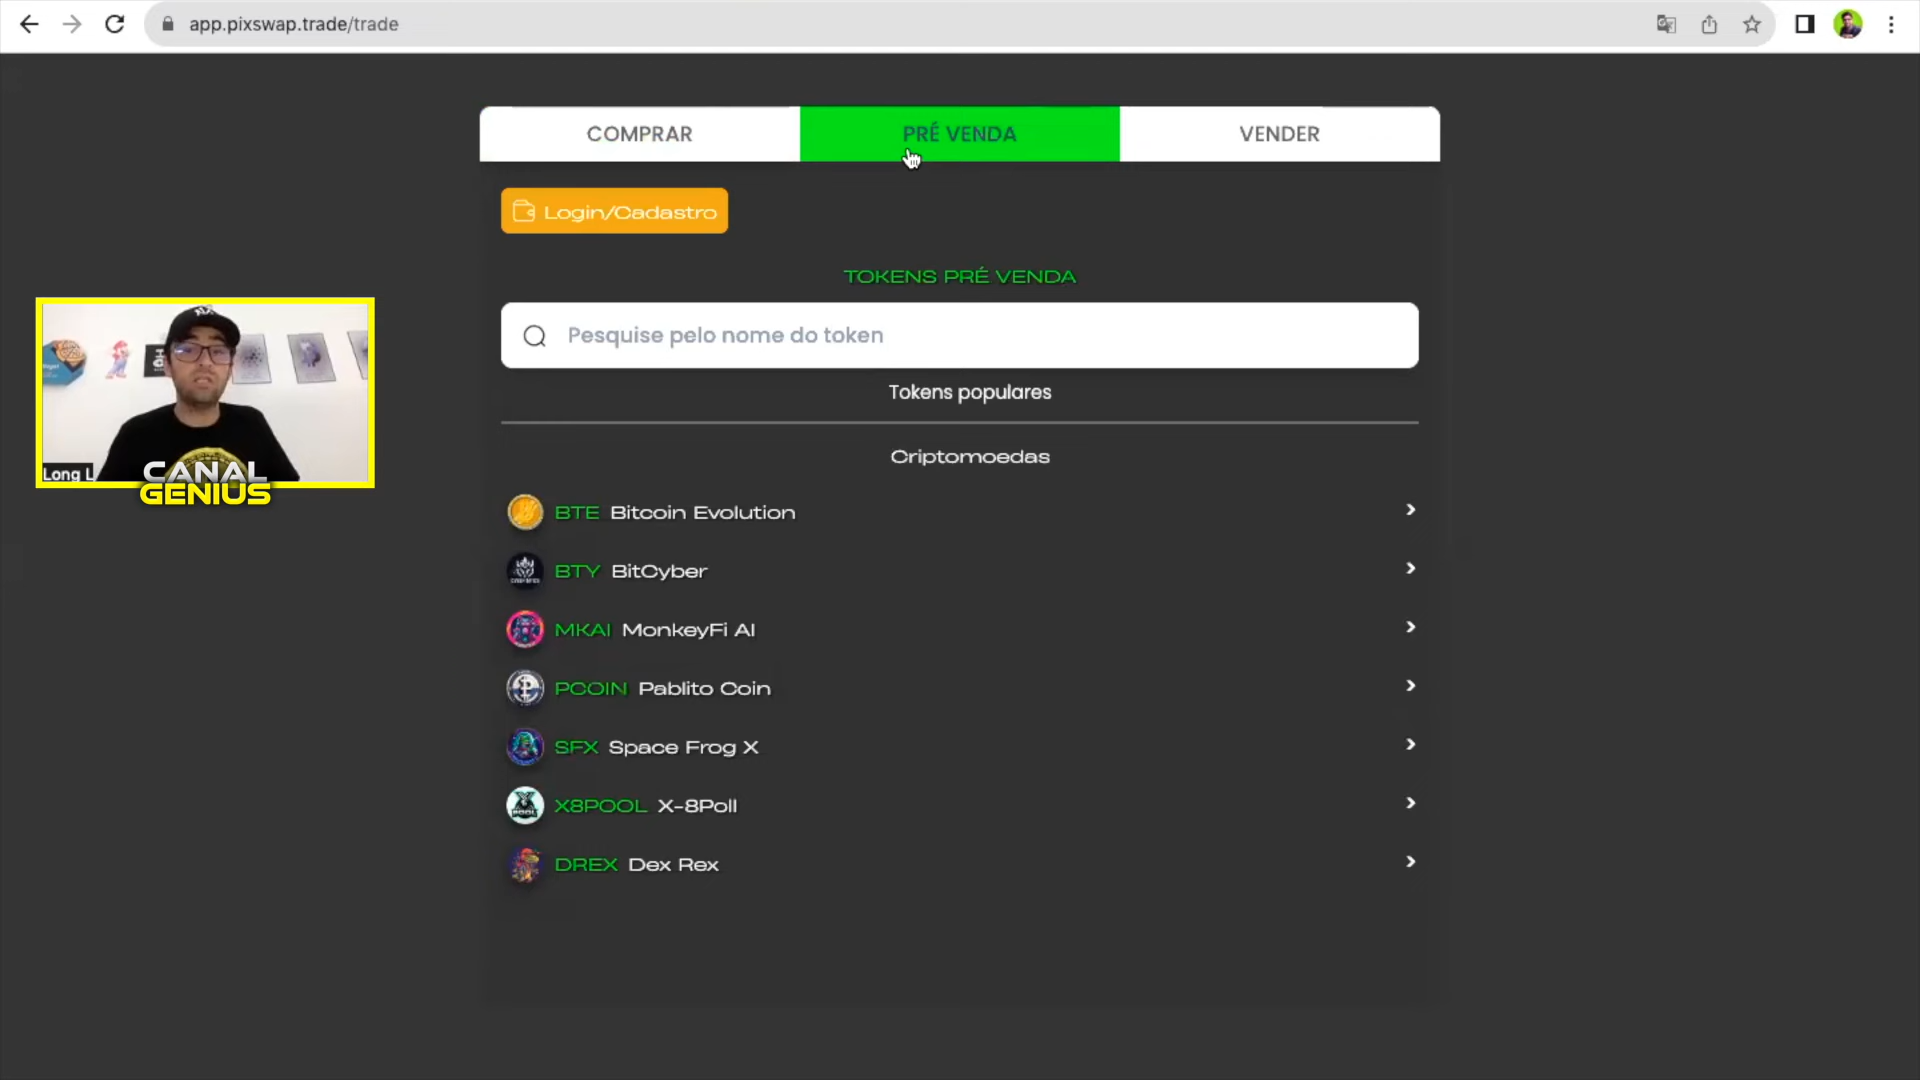 app.pixswap.trade/trade
COMPRAR
PRÉ VENDA
VENDER
Login/Cadastro
TOKENS PRÉ VENDA
Pesquise pelo nome do token
Tokens populares
Criptomoedas
BTE Bitcoin Evolution
BTY BitCyber
MKAI MonkeyFi AI
PCOIN Pablito Coin
SFX Space Frog X
X8POOL X-8Poll
DREX Dex Rex
Long L
CANAL
GENIUS